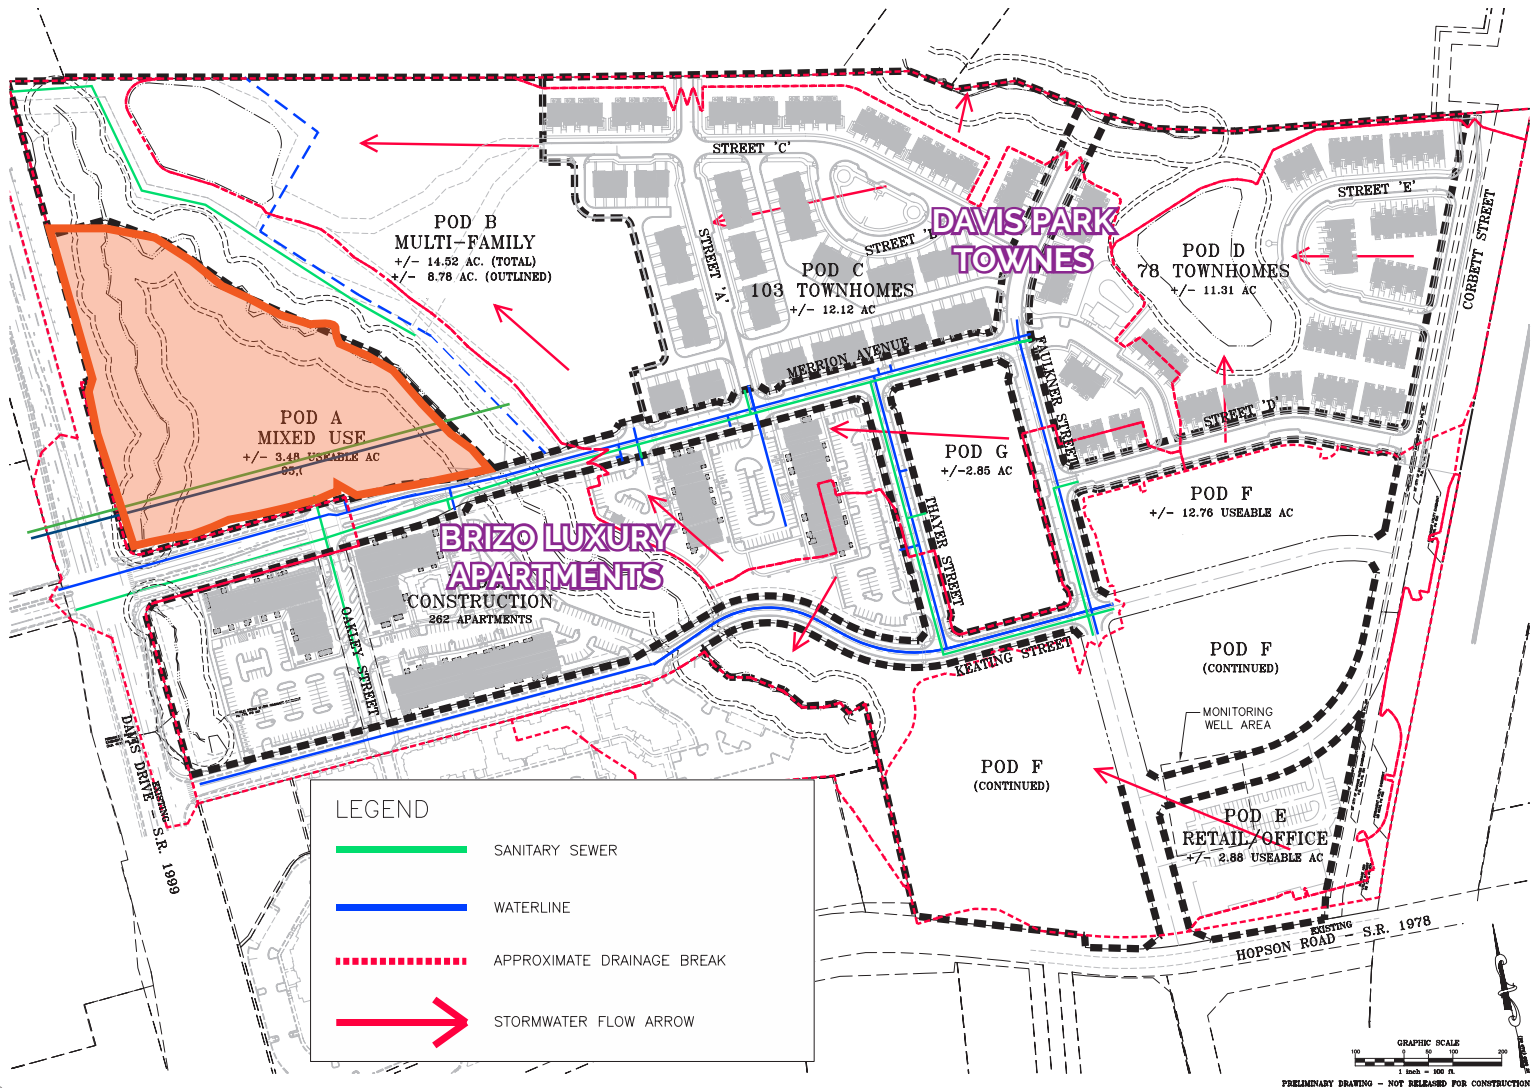 STREET 'C'
STREET 'E'
CORBETT STREET
POD B
MULTI-FAMILY
+/- 14.52 AC. (TOTAL)
+/- 8.78 AC. (OUTLINED)
STREET 'A'
DAVIS PARK
TOWNES
POD C
103 TOWNHOMES
+/- 12.12 AC
POD D
78 TOWNHOMES
+/- 11.31 AC
MERRION AVENUE
FAULKNER STREET
STREET 'D'
POD A
MIXED USE
+/- 3.48 USEABLE AC
POD G
+/-2.85 AC
POD F
+/- 12.76 USEABLE AC
THAYER STREET
BRIZO LUXURY
APARTMENTS
CONSTRUCTION
262 APARTMENTS
OAKLEY STREET
KEATING STREET
POD F
(CONTINUED)
MONITORING
WELL AREA
POD F
(CONTINUED)
POD E
RETAIL/OFFICE
+/- 2.88 USEABLE AC
DAVIS DRIVE - S.R. 1999
EXISTING
EXISTING
HOPSON ROAD - S.R. 1978
LEGEND
SANITARY SEWER
WATERLINE
APPROXIMATE DRAINAGE BREAK
STORMWATER FLOW ARROW
GRAPHIC SCALE
100 0 50 100 200
1 inch = 100 ft.
PRELIMINARY DRAWING - NOT RELEASED FOR CONSTRUCTION